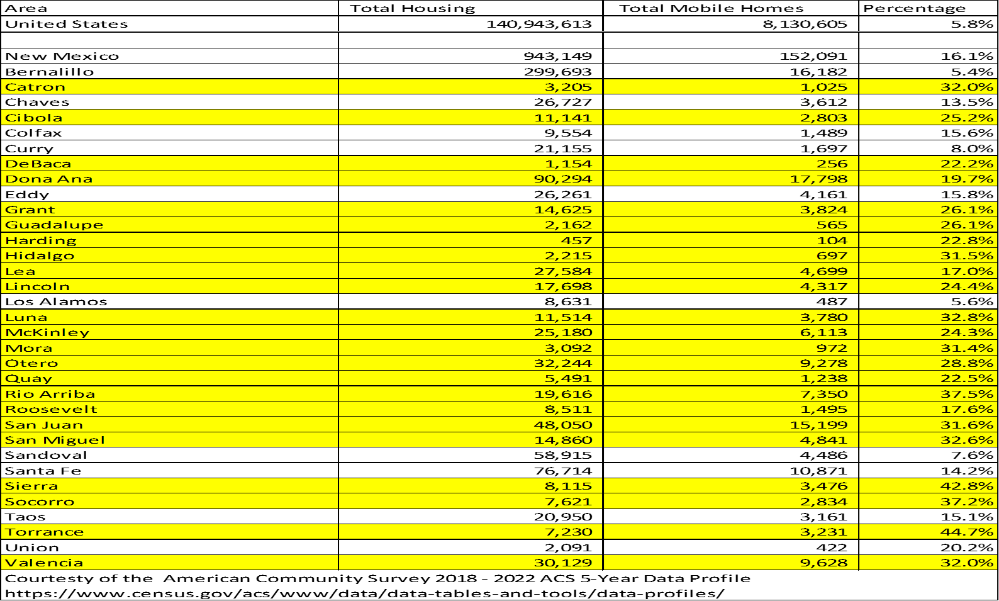 Area Total Housing Total Mobile Homes Percentage
United States 140,943,613 8,130,605 5.8%
New Mexico 943,149 152,091 16.1%
Bernalillo 299,693 16,182 5.4%
Catron 3,205 1,025 32.0%
Chaves 26,727 3,612 13.5%
Cibola 11,141 2,803 25.2%
Colfax 9,554 1,489 15.6%
Curry 21,155 1,697 8.0%
DeBaca 1,154 256 22.2%
Dona Ana 90,294 17,798 19.7%
Eddy 26,261 4,161 15.8%
Grant 14,625 3,824 26.1%
Guadalupe 2,162 565 26.1%
Harding 457 104 22.8%
Hidalgo 2,215 697 31.5%
Lea 27,584 4,699 17.0%
Lincoln 17,698 4,317 24.4%
Los Alamos 8,631 487 5.6%
Luna 11,514 3,780 32.8%
McKinley 25,180 6,113 24.3%
Mora 3,092 972 31.4%
Otero 32,244 9,278 28.8%
Quay 5,491 1,238 22.5%
Rio Arriba 19,616 7,350 37.5%
Roosevelt 8,511 1,495 17.6%
San Juan 48,050 15,199 31.6%
San Miguel 14,860 4,841 32.6%
Sandoval 58,915 4,486 7.6%
Santa Fe 76,714 10,871 14.2%
Sierra 8,115 3,476 42.8%
Socorro 7,621 2,834 37.2%
Taos 20,950 3,161 15.1%
Torrance 7,230 3,231 44.7%
Union 2,091 422 20.2%
Valencia 30,129 9,628 32.0%
Courtesty of the American Community Survey 2018 - 2022 ACS 5-Year Data Profile
https://www.census.gov/acs/www/data/data-tables-and-tools/data-profiles/